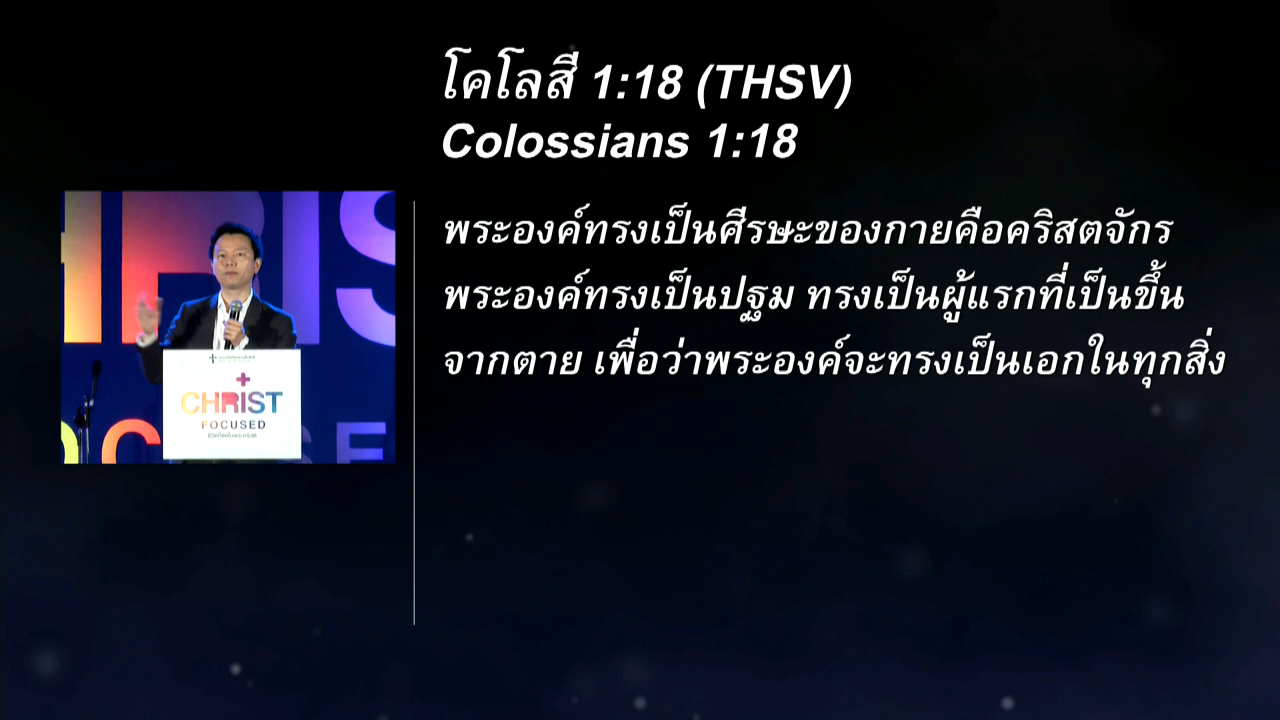 โคโลสี 1:18 (THSV)
Colossians 1:18
พระองค์ทรงเป็นศีรษะของกายคือคริสตจักร
พระองค์ทรงเป็นปฐม ทรงเป็นผู้แรกที่เป็นขึ้น
จากตาย เพื่อว่าพระองค์จะทรงเป็นเอกในทุกสิ่ง
HRIS
CHRIST
FOCUSED
OCUSE